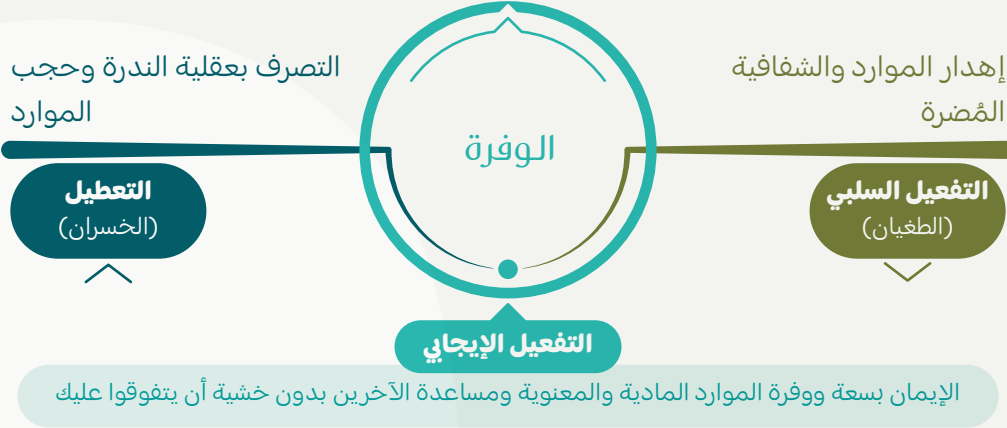 إهدار الموارد والشفافية
المُضرة
التفعيل السلبي
(الطغيان)
الوفرة
التصرف بعقلية الندرة وحجب
الموارد
التعطيل
(الخسران)
التفعيل الإيجابي
الإيمان بسعة ووفرة الموارد المادية والمعنوية ومساعدة الآخرين بدون خشية أن يتفوقوا عليك